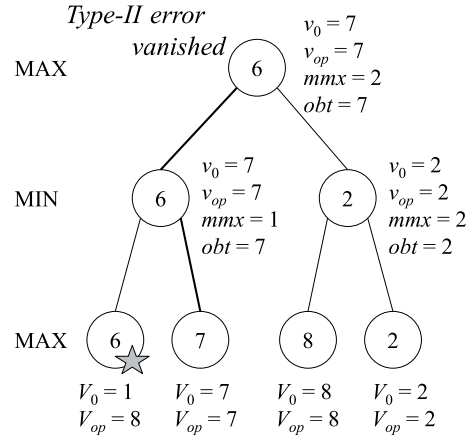 Type-II error
vanished
MAX
6
v0 = 7
vop = 7
mmx = 2
obt = 7
MIN
6
v0 = 7
vop = 7
mmx = 1
obt = 7
2
v0 = 2
vop = 2
mmx = 2
obt = 2
MAX
6
7
8
2
V0 = 1
Vop = 8
V0 = 7
Vop = 7
V0 = 8
Vop = 8
V0 = 2
Vop = 2